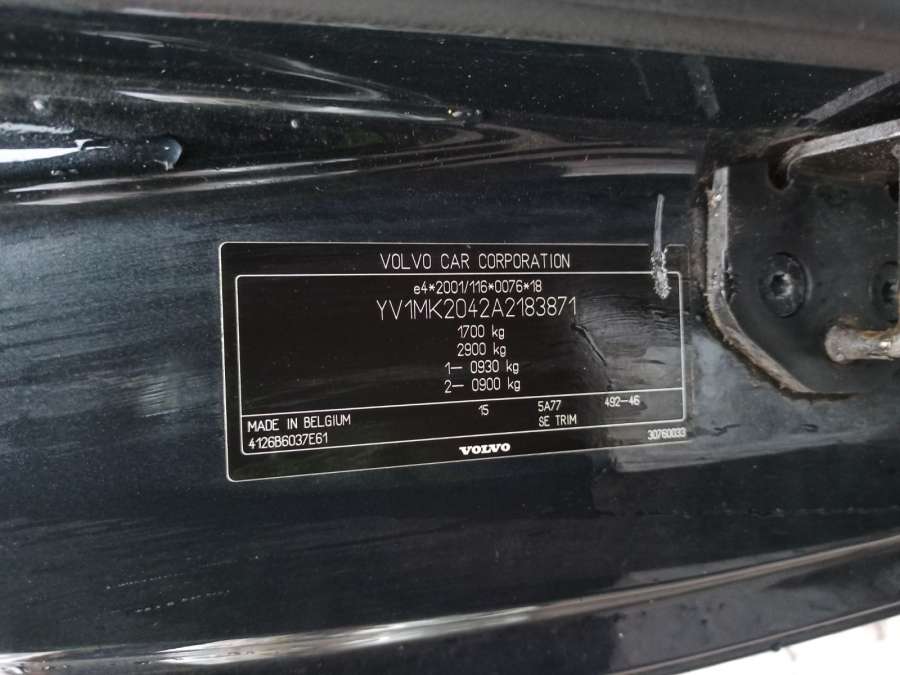 VOLVO CAR CORPORATION
e4*2001/116*0076*18
YV1MK2042A2183871
1700 kg
2900 kg
1– 0930 kg
2– 0900 kg
15 5A77 492-46
MADE IN BELGIUM SE TRIM
4126B6037E61 30760033
VOLVO